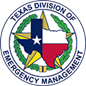 TEXAS DIVISION OF
EMERGENCY MANAGEMENT